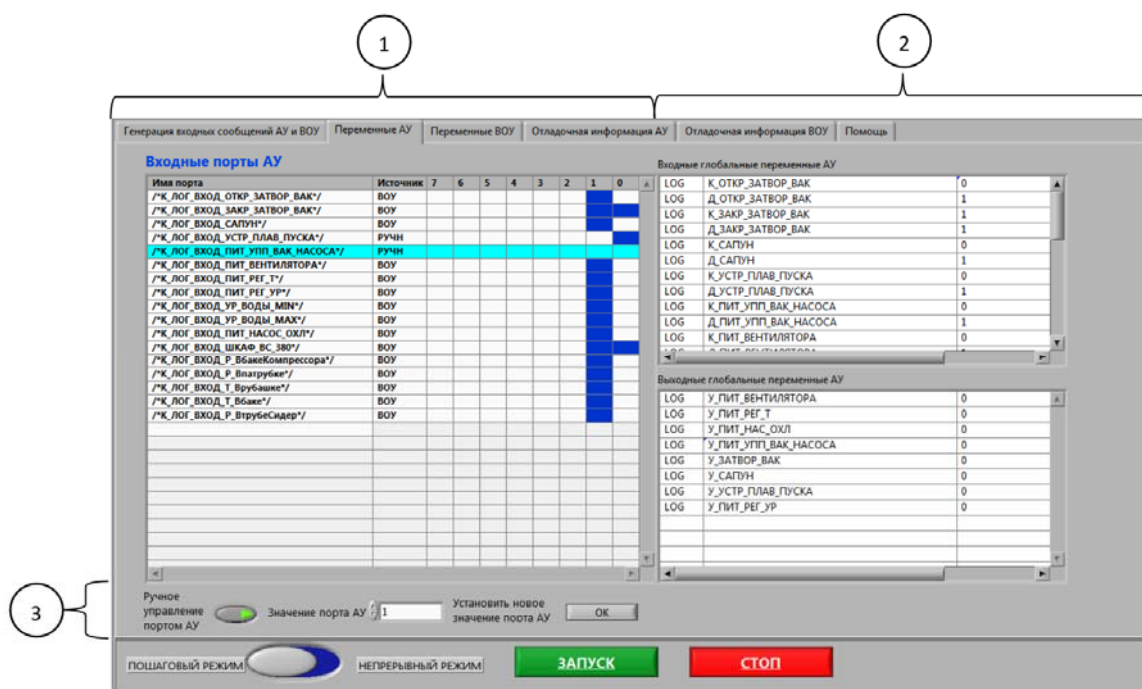 1
2
Генерация входных сообщений АУ и ВОУ Переменные АУ Переменные ВОУ Отладочная информация АУ Отладочная информация ВОУ Помощь
Входные порты АУ
Имя порта Источник 7 6 5 4 3 2 1 0
/*К_ЛОГ_ВХОД_ОТКР_ЗАТВОР_ВАК*/ ВОУ
/*К_ЛОГ_ВХОД_ЗАКР_ЗАТВОР_ВАК*/ ВОУ
/*К_ЛОГ_ВХОД_САПУН*/ ВОУ
/*К_ЛОГ_ВХОД_УСТР_ПЛАВ_ПУСКА*/ РУЧН
/*К_ЛОГ_ВХОД_ПИТ_УПП_ВАК_НАСОСА*/ РУЧН
/*К_ЛОГ_ВХОД_ПИТ_ВЕНТИЛЯТОРА*/ ВОУ
/*К_ЛОГ_ВХОД_ПИТ_РЕГ_Т*/ ВОУ
/*К_ЛОГ_ВХОД_ПИТ_РЕГ_УР*/ ВОУ
/*К_ЛОГ_ВХОД_УР_ВОДЫ_MIN*/ ВОУ
/*К_ЛОГ_ВХОД_УР_ВОДЫ_MAX*/ ВОУ
/*К_ЛОГ_ВХОД_ПИТ_НАСОС_ОХЛ*/ ВОУ
/*К_ЛОГ_ВХОД_ШКАФ_ВС_380*/ ВОУ
/*К_ЛОГ_ВХОД_Р_ВбакеКомпрессора*/ ВОУ
/*К_ЛОГ_ВХОД_Р_Впатрубке*/ ВОУ
/*К_ЛОГ_ВХОД_Т_Врубашке*/ ВОУ
/*К_ЛОГ_ВХОД_Т_Вбаке*/ ВОУ
/*К_ЛОГ_ВХОД_Р_ВтрубеСидер*/ ВОУ
Входные глобальные переменные АУ
LOG К_ОТКР_ЗАТВОР_ВАК 0
LOG Д_ОТКР_ЗАТВОР_ВАК 1
LOG К_ЗАКР_ЗАТВОР_ВАК 1
LOG Д_ЗАКР_ЗАТВОР_ВАК 1
LOG К_САПУН 0
LOG Д_САПУН 1
LOG К_УСТР_ПЛАВ_ПУСКА 0
LOG Д_УСТР_ПЛАВ_ПУСКА 1
LOG К_ПИТ_УПП_ВАК_НАСОСА 0
LOG Д_ПИТ_УПП_ВАК_НАСОСА 1
LOG К_ПИТ_ВЕНТИЛЯТОРА 0
Выходные глобальные переменные АУ
LOG У_ПИТ_ВЕНТИЛЯТОРА 0
LOG У_ПИТ_РЕГ_Т 0
LOG У_ПИТ_НАС_ОХЛ 0
LOG У_ПИТ_УПП_ВАК_НАСОСА 0
LOG У_ЗАТВОР_ВАК 0
LOG У_САПУН 0
LOG У_УСТР_ПЛАВ_ПУСКА 0
LOG У_ПИТ_РЕГ_УР 0
3
Ручное
управление
портом АУ
Значение порта АУ 1
Установить новое
значение порта АУ
ОК
ПОШАГОВЫЙ РЕЖИМ НЕПРЕРЫВНЫЙ РЕЖИМ ЗАПУСК СТОП